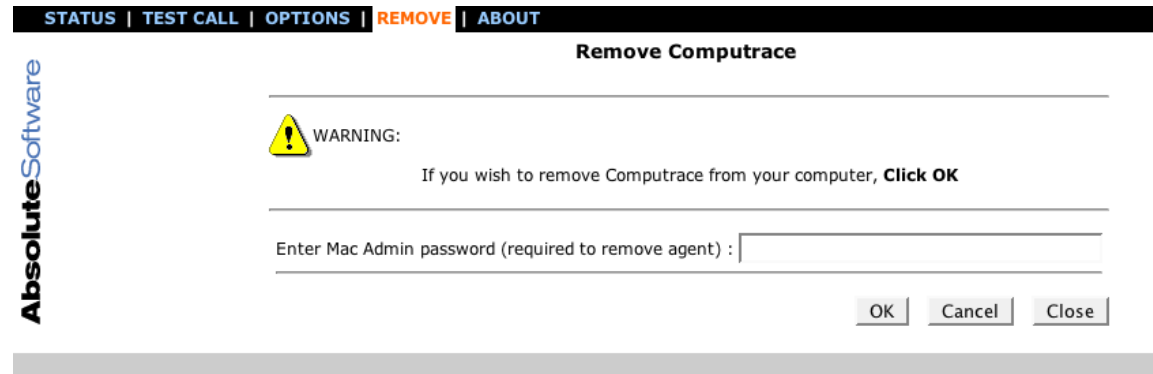 STATUS | TEST CALL | OPTIONS | REMOVE | ABOUT
Remove Computrace
AbsoluteSoftware
WARNING:
If you wish to remove Computrace from your computer, Click OK
Enter Mac Admin password (required to remove agent) :
OK Cancel Close